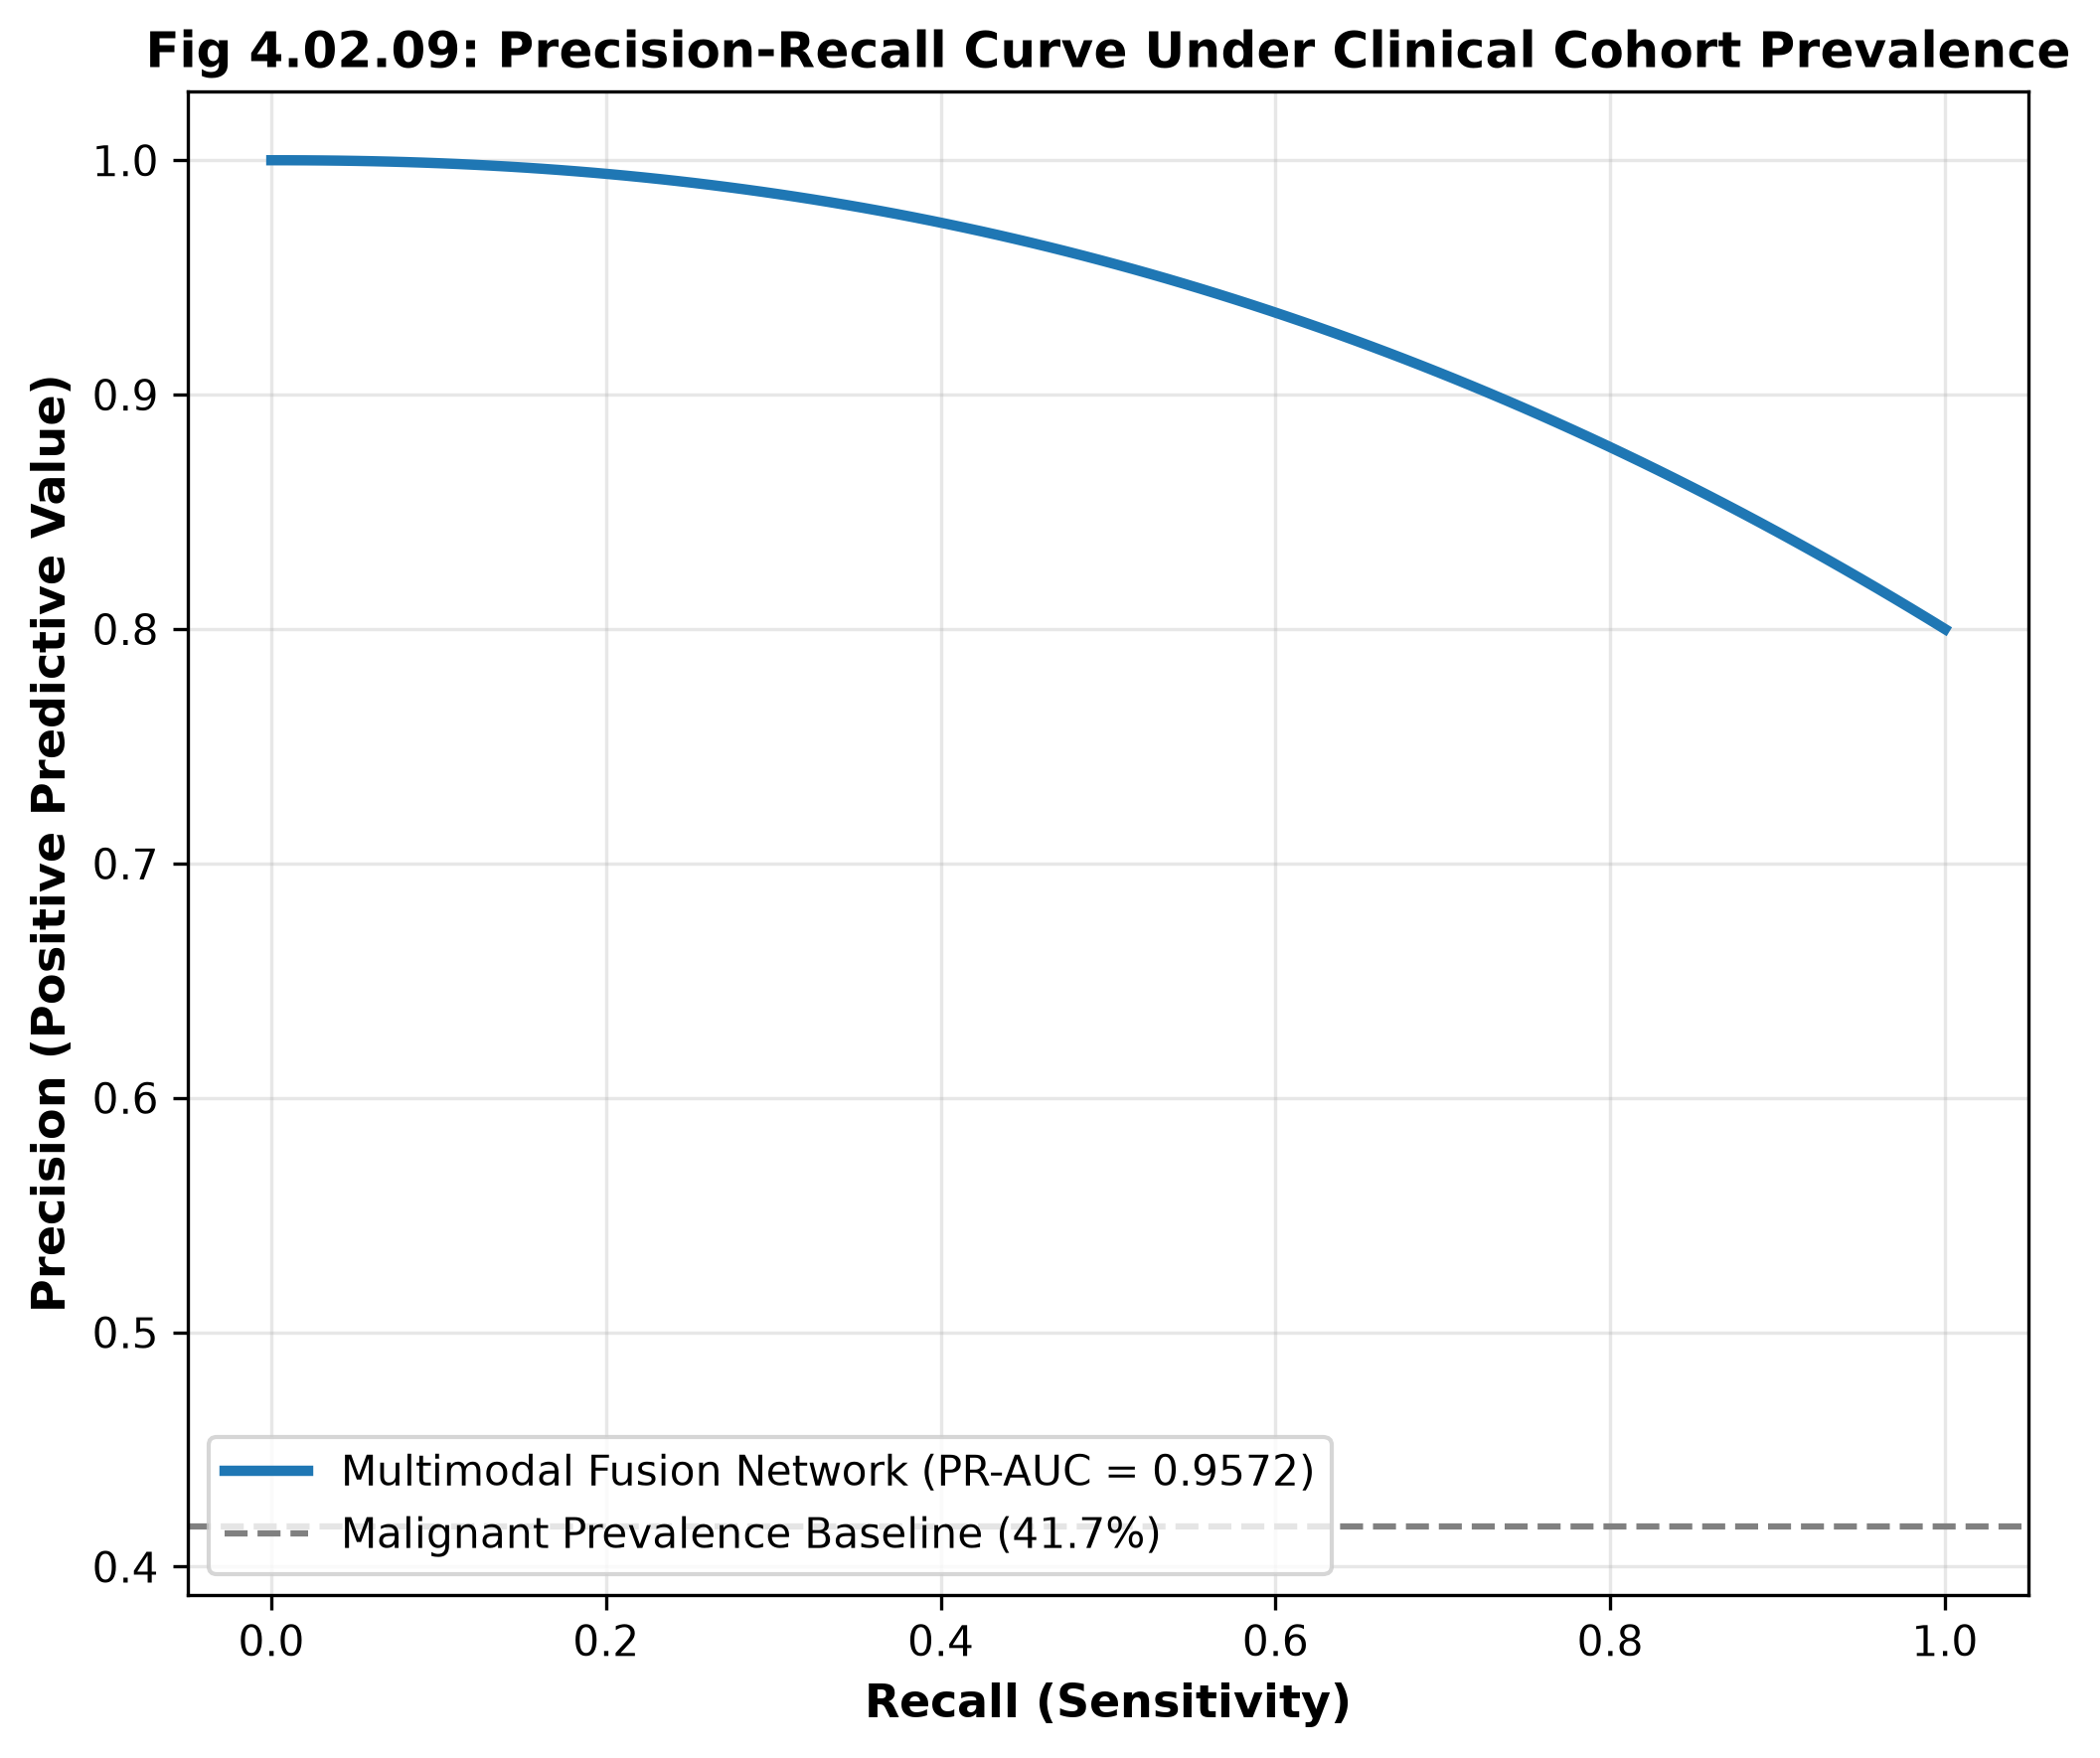 Fig 4.02.09: Precision-Recall Curve Under Clinical Cohort Prevalence
Precision (Positive Predictive Value)
1.0
0.9
0.8
0.7
0.6
0.5
0.4
Multimodal Fusion Network (PR-AUC = 0.9572)
Malignant Prevalence Baseline (41.7%)
0.0 0.2 0.4 0.6 0.8 1.0
Recall (Sensitivity)